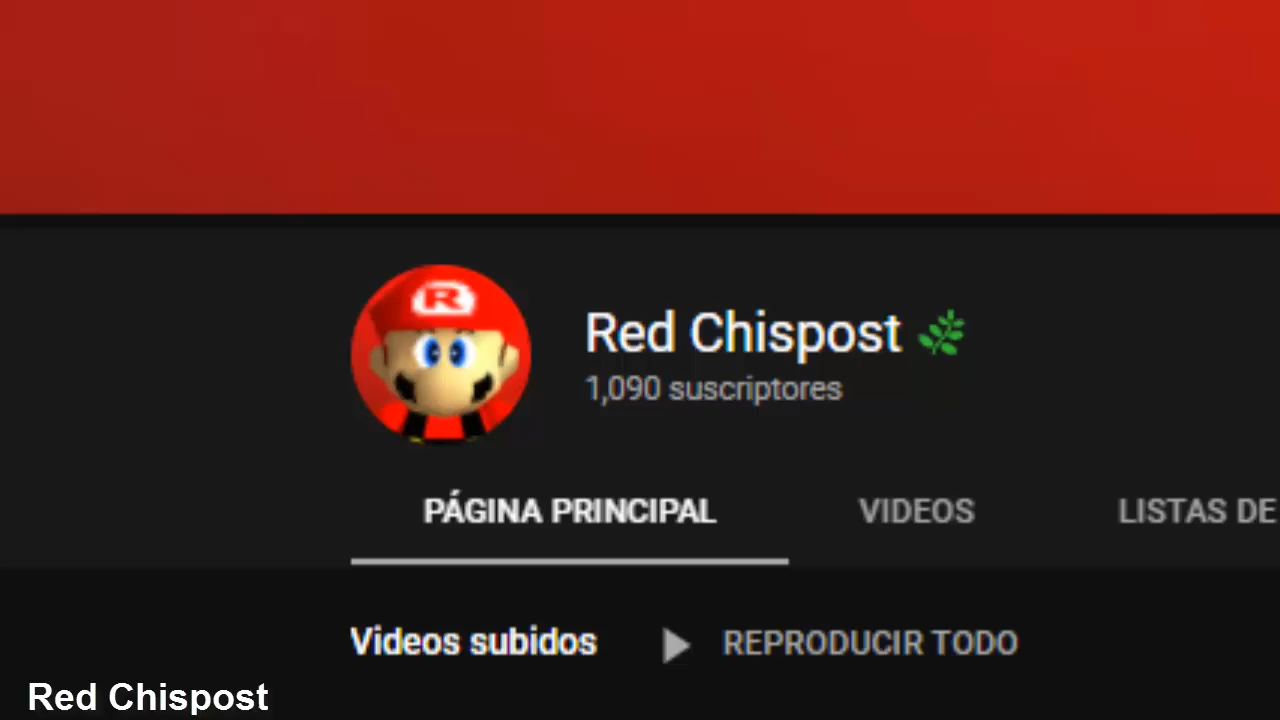 R
Red Chispost
1,090 suscriptores
PÁGINA PRINCIPAL VIDEOS LISTAS DE
Videos subidos REPRODUCIR TODO
Red Chispost